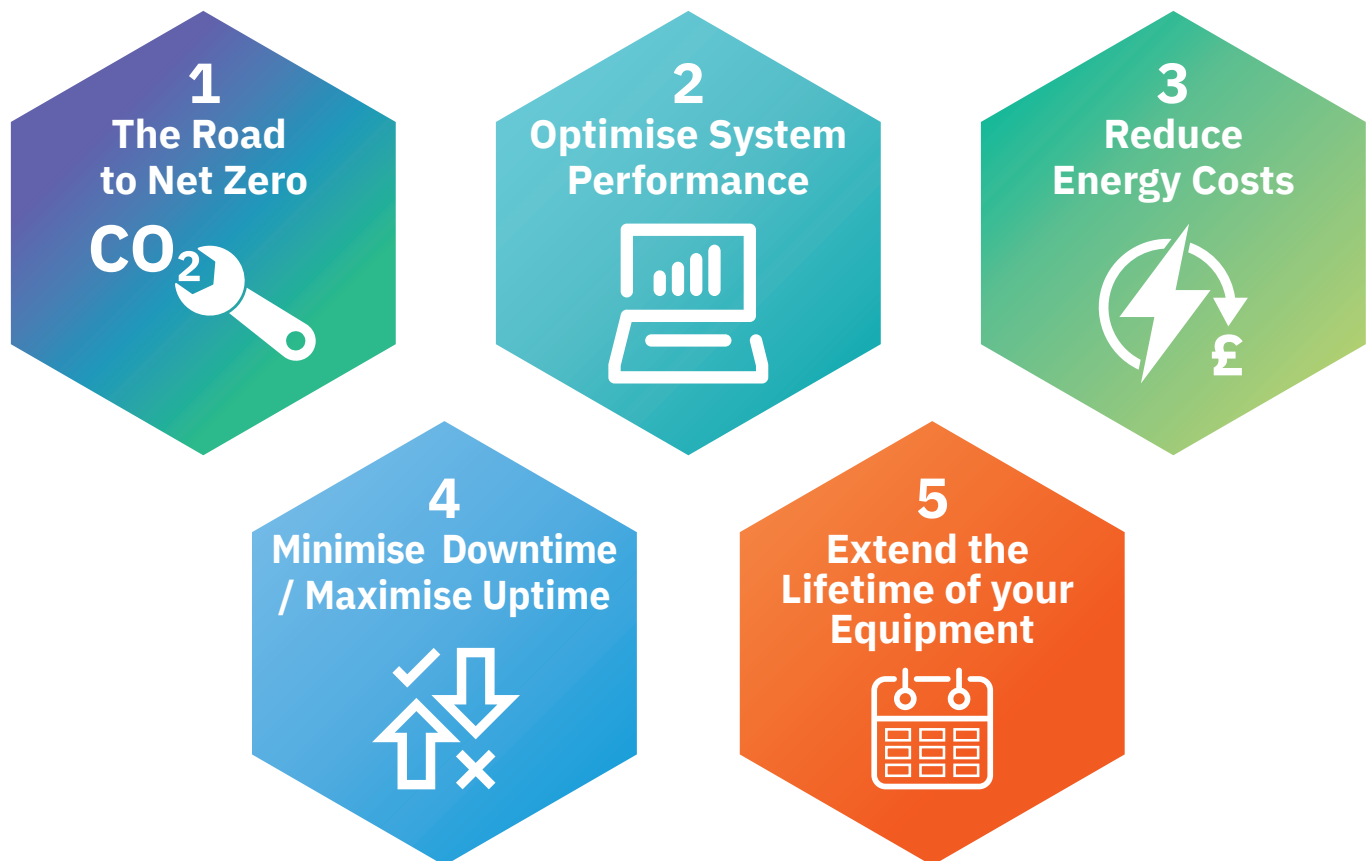 1
The Road
to Net Zero
CO₂
2
Optimise System
Performance
3
Reduce
Energy Costs
£
4
Minimise Downtime
/ Maximise Uptime
5
Extend the
Lifetime of your
Equipment